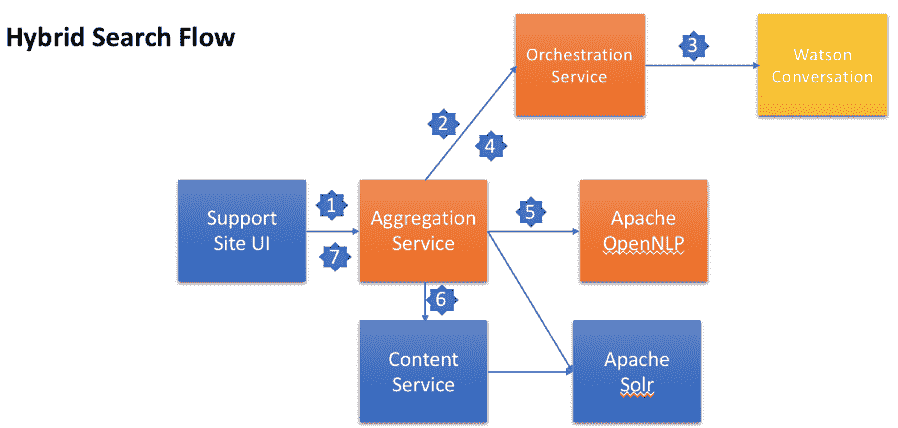 Hybrid Search Flow
Orchestration
Service
3
Watson
Conversation
2
4
Support
Site UI
1
7
Aggregation
Service
5
Apache
OpenNLP
6
Content
Service
Apache
Solr